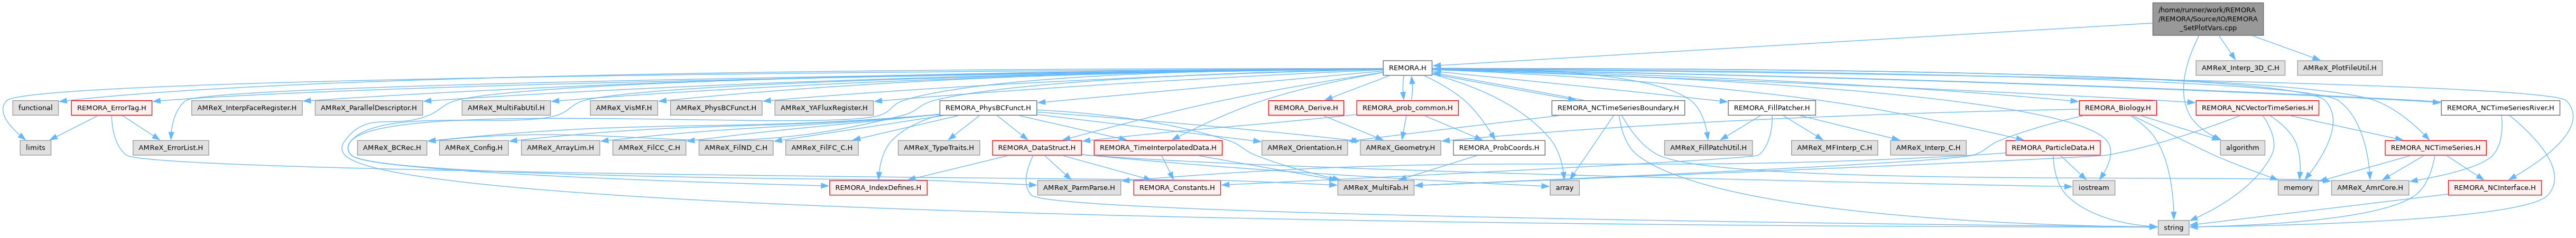 /home/runner/work/REMORA
/REMORA/Source/IO/REMORA
_SetPlotVars.cpp
REMORA.H
AMReX_Interp_3D_C.H
AMReX_PlotFileUtil.H
functional
REMORA_ErrorTag.H
AMReX_InterpFaceRegister.H
AMReX_ParallelDescriptor.H
AMReX_MultiFabUtil.H
AMReX_VisMF.H
AMReX_PhysBCFunct.H
AMReX_YAFluxRegister.H
REMORA_PhysBCFunct.H
REMORA_Derive.H
REMORA_prob_common.H
REMORA_NCTimeSeriesBoundary.H
REMORA_FillPatcher.H
REMORA_Biology.H
REMORA_NCVectorTimeSeries.H
REMORA_NCTimeSeriesRiver.H
limits
AMReX_ErrorList.H
AMReX_BCRec.H
AMReX_Config.H
AMReX_ArrayLim.H
AMReX_FilCC_C.H
AMReX_FilND_C.H
AMReX_FilFC_C.H
AMReX_TypeTraits.H
REMORA_DataStruct.H
REMORA_TimeInterpolatedData.H
AMReX_Orientation.H
AMReX_Geometry.H
REMORA_ProbCoords.H
AMReX_FillPatchUtil.H
AMReX_MFInterp_C.H
AMReX_Interp_C.H
REMORA_ParticleData.H
algorithm
REMORA_NCTimeSeries.H
REMORA_IndexDefines.H
AMReX_ParmParse.H
REMORA_Constants.H
AMReX_MultiFab.H
array
iostream
memory
AMReX_AmrCore.H
REMORA_NCInterface.H
string